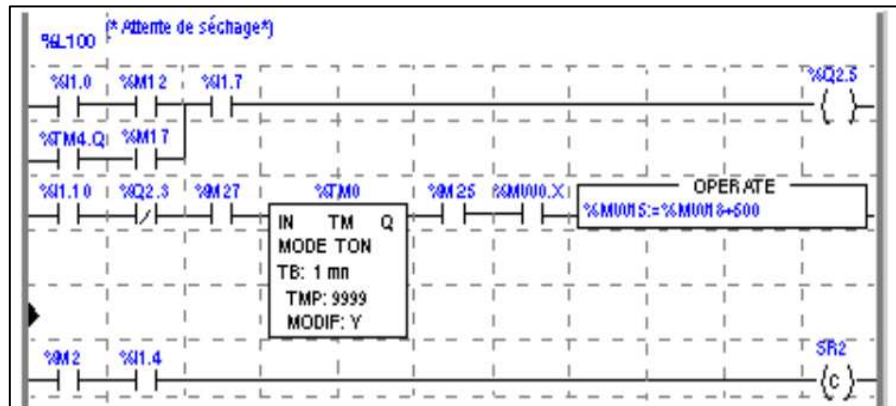 (* Attente de séchage*)
%L100
%I1.0 %M12 %I1.7 %Q2.5
%TM4.Q %M17
%I1.10 %Q2.3 %M27 %TM0 %M25 %MW0.X OPERATE
%MW15:=%MW18+500
IN TM Q
MODE TON
TB: 1 mn
TMP: 9999
MODIF: Y
%M2 %I1.4 SR2
(C)